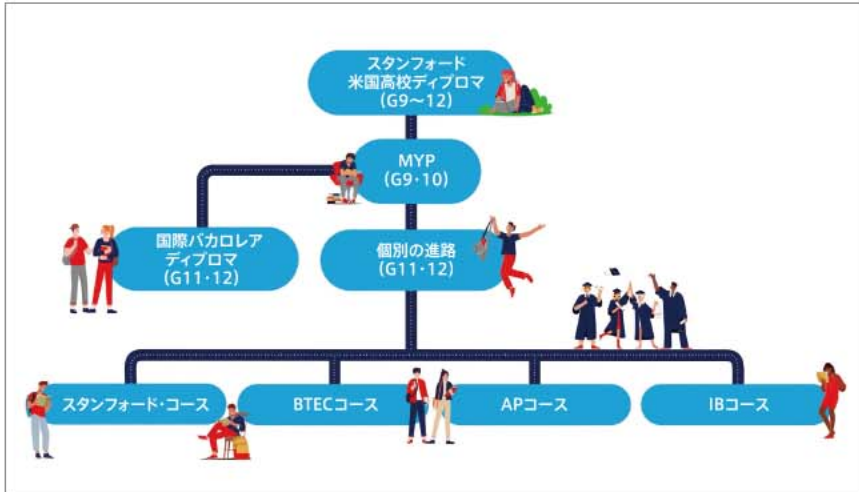 スタンフォード
米国高校ディプロマ
(G9～12)
MYP
(G9・10)
国際バカロレア
ディプロマ
(G11・12)
個別の進路
(G11・12)
スタンフォード・コース
BTECコース
APコース
IBコース